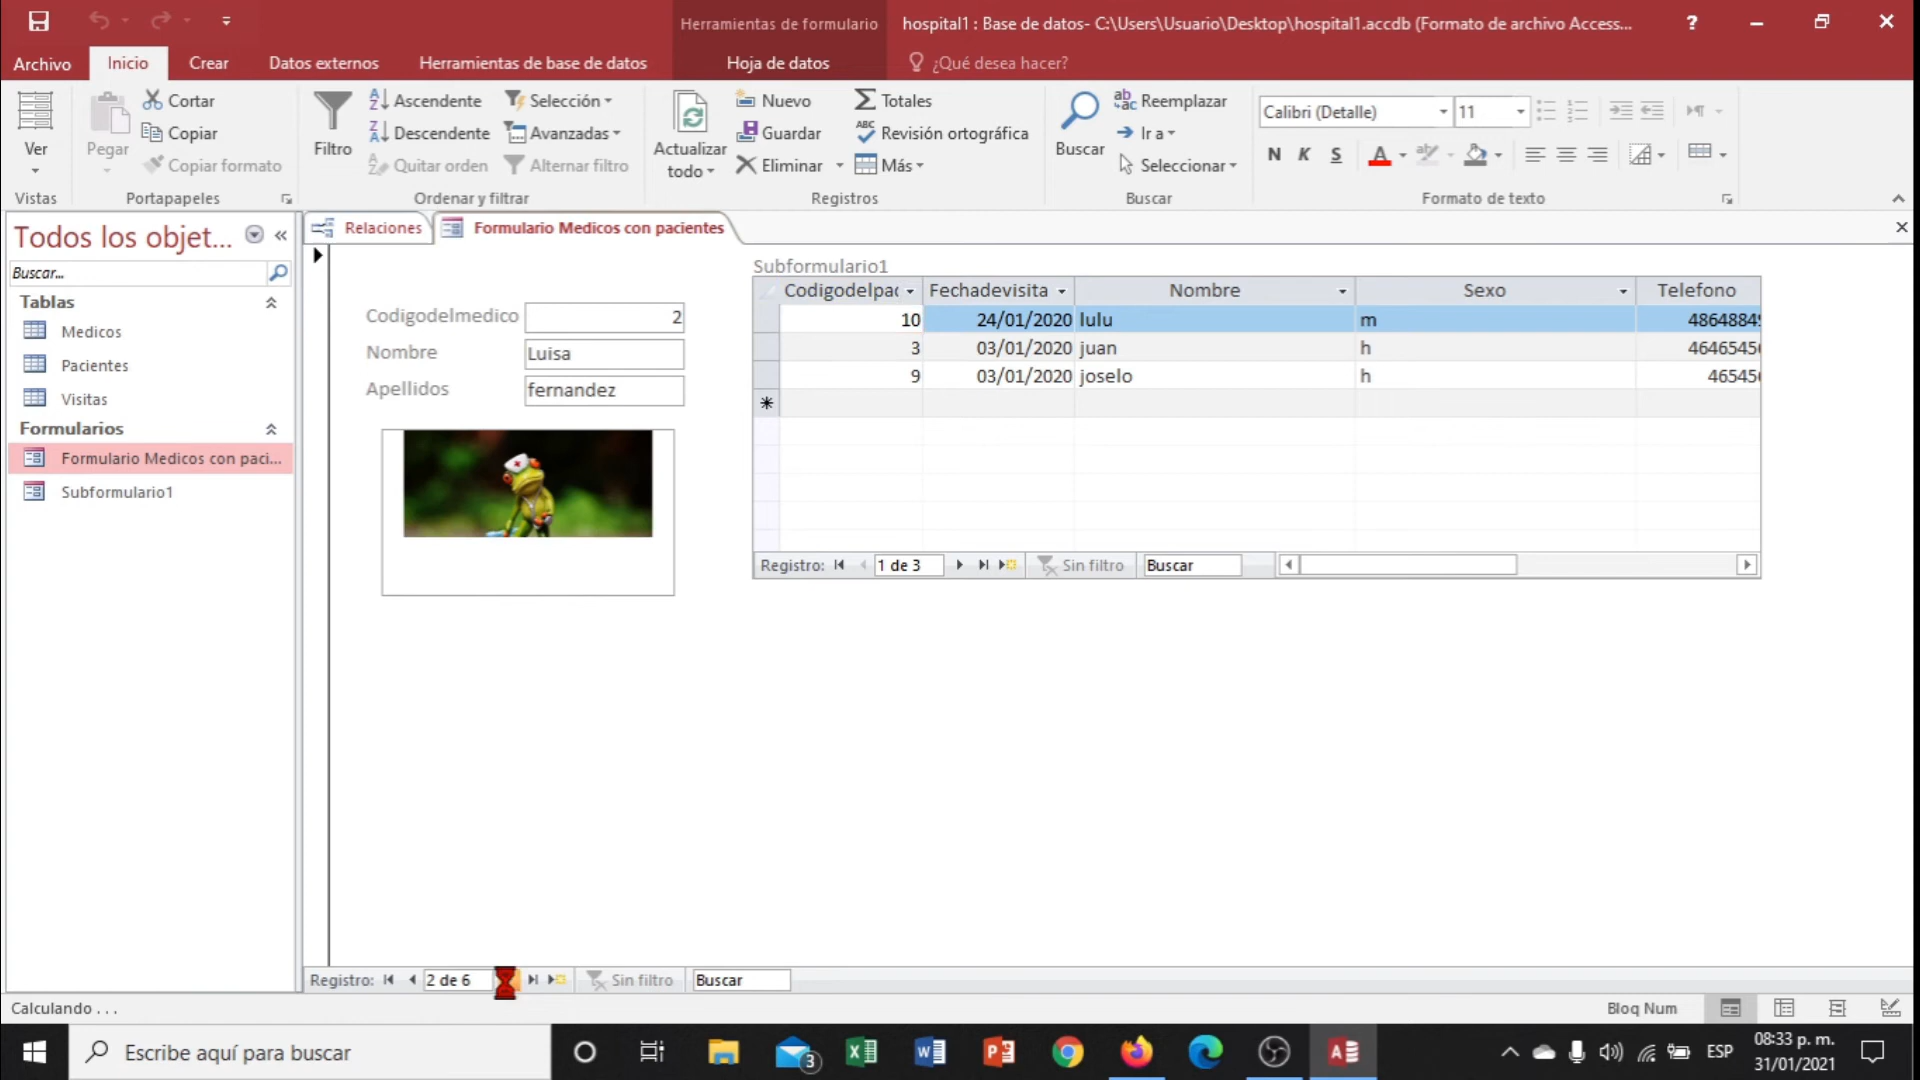 Herramientas de formulario
hospital1 : Base de datos- C:\Users\Usuario\Desktop\hospital1.accdb (Formato de archivo Access...
?
Archivo
Inicio
Crear
Datos externos
Herramientas de base de datos
Hoja de datos
¿Qué desea hacer?
Ver
Pegar
Cortar
Copiar
Copiar formato
Filtro
Ascendente
Descendente
Quitar orden
Selección
Avanzadas
Alternar filtro
Actualizar
todo
Nuevo
Guardar
Eliminar
Totales
Revisión ortográfica
Más
Buscar
Reemplazar
Ir a
Seleccionar
Calibri (Detalle)
11
N K S
Vistas
Portapapeles
Ordenar y filtrar
Registros
Buscar
Formato de texto
Todos los objet...
Buscar...
Tablas
Medicos
Pacientes
Visitas
Formularios
Formulario Medicos con paci...
Subformulario1
Relaciones
Formulario Medicos con pacientes
Codigodelmedico 2
Nombre Luisa
Apellidos fernandez
Subformulario1
Codigodelpac Fechadevisita Nombre Sexo Telefono
10 24/01/2020 lulu m 48648849
3 03/01/2020 juan h 46465456
9 03/01/2020 joselo h 465456
Registro: 1 de 3 Sin filtro Buscar
Registro: 2 de 6 Sin filtro Buscar
Calculando . . .
Bloq Num
Escribe aquí para buscar
3
ESP
08:33 p. m.
31/01/2021